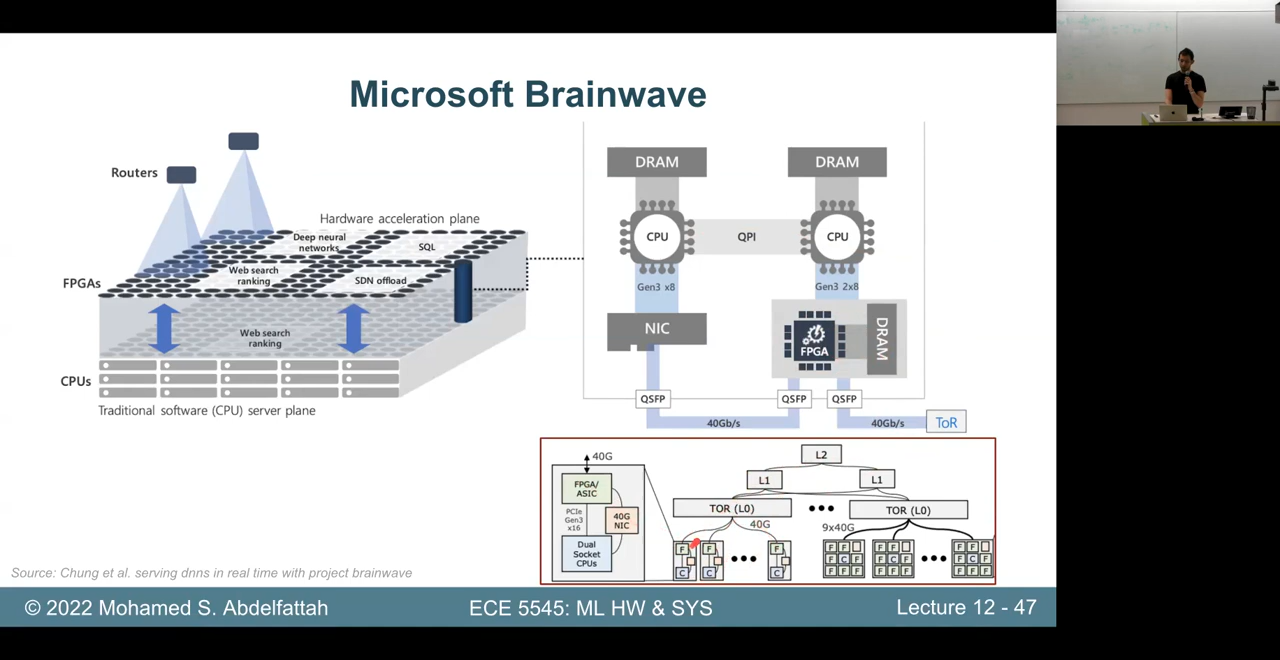 Microsoft Brainwave
Routers
Hardware acceleration plane
Deep neural
networks
SQL
Web search
ranking
SDN offload
FPGAs
Web search
ranking
CPUs
Traditional software (CPU) server plane
DRAM
DRAM
CPU
QPI
CPU
Gen3 x8
Gen3 2x8
NIC
FPGA
DRAM
QSFP
QSFP
QSFP
40Gb/s
40Gb/s
ToR
40G
FPGA/
ASIC
PCIe
Gen3
x16
40G
NIC
Dual
Socket
CPUs
L2
L1
L1
TOR (L0)
TOR (L0)
40G
9x40G
F
F
F
C
C
C
F F
F C F
F F F
F F
F C F
F F F
F F
F C F
F F F
Source: Chung et al. serving dnns in real time with project brainwave
© 2022 Mohamed S. Abdelfattah
ECE 5545: ML HW & SYS
Lecture 12 - 47